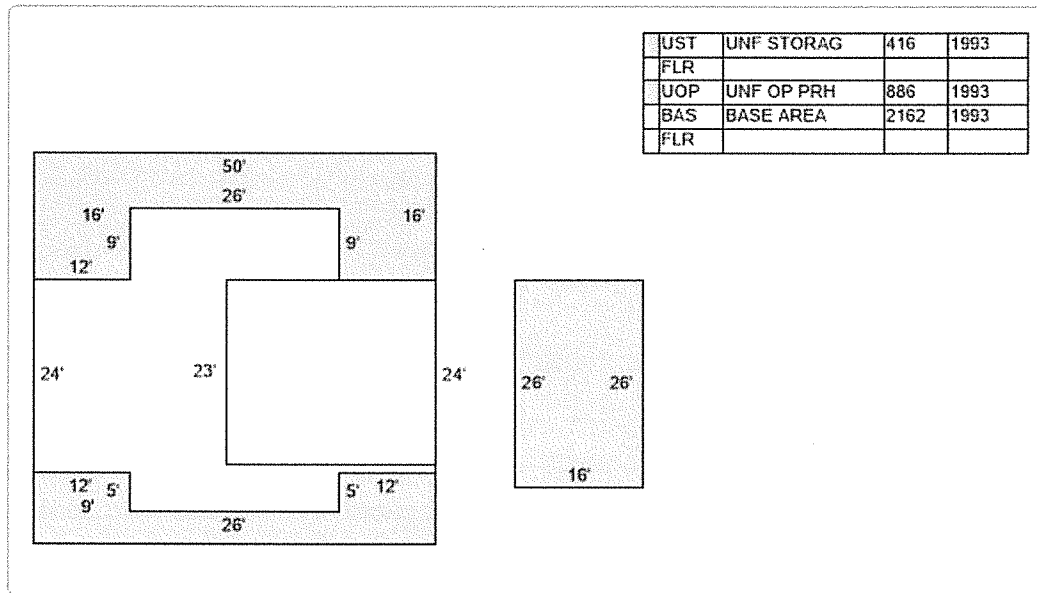 UST UNF STORAG 416 1993
FLR
UOP UNF OP PRH 886 1993
BAS BASE AREA 2162 1993
FLR
50'
26'
16' 16'
9' 9'
12'
24' 23' 24' 26' 26'
12' 5' 5' 12' 16'
9'
26'